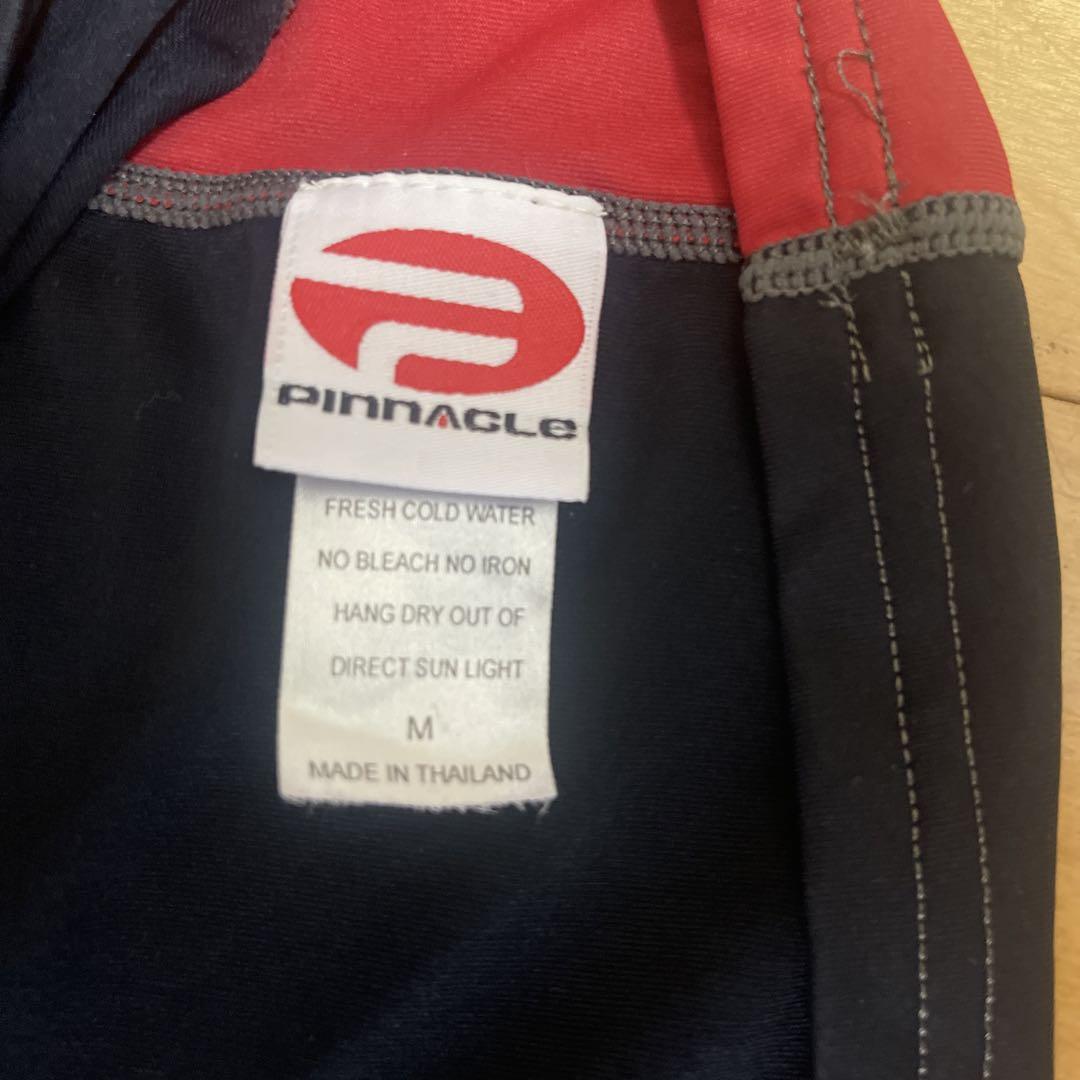 PINNACLE
FRESH COLD WATER
NO BLEACH NO IRON
HANG DRY OUT OF
DIRECT SUN LIGHT
M
MADE IN THAILAND